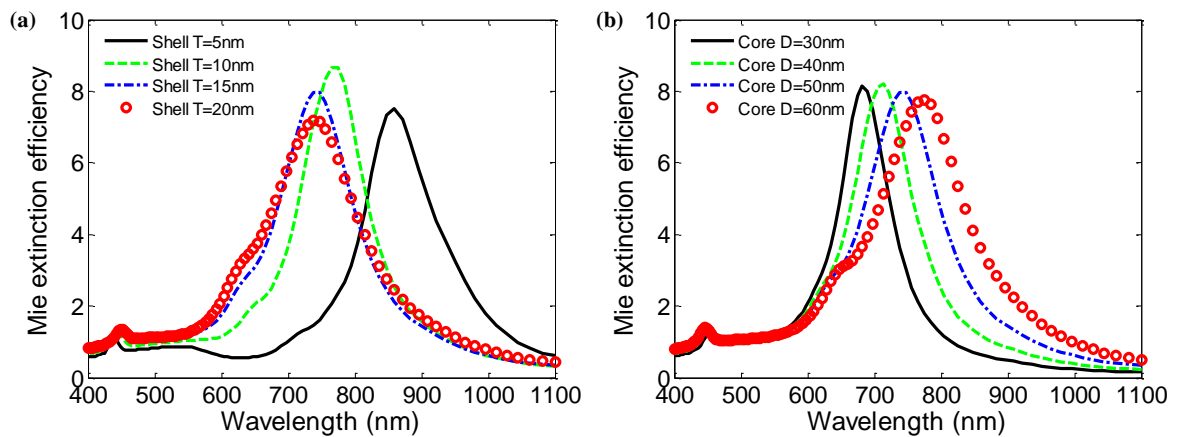 (a)
10
8
6
4
2
0
Mie extinction efficiency
Shell T=5nm
Shell T=10nm
Shell T=15nm
Shell T=20nm
400 500 600 700 800 900 1000 1100
Wavelength (nm)
(b)
10
8
6
4
2
0
Mie extinction efficiency
Core D=30nm
Core D=40nm
Core D=50nm
Core D=60nm
400 500 600 700 800 900 1000 1100
Wavelength (nm)